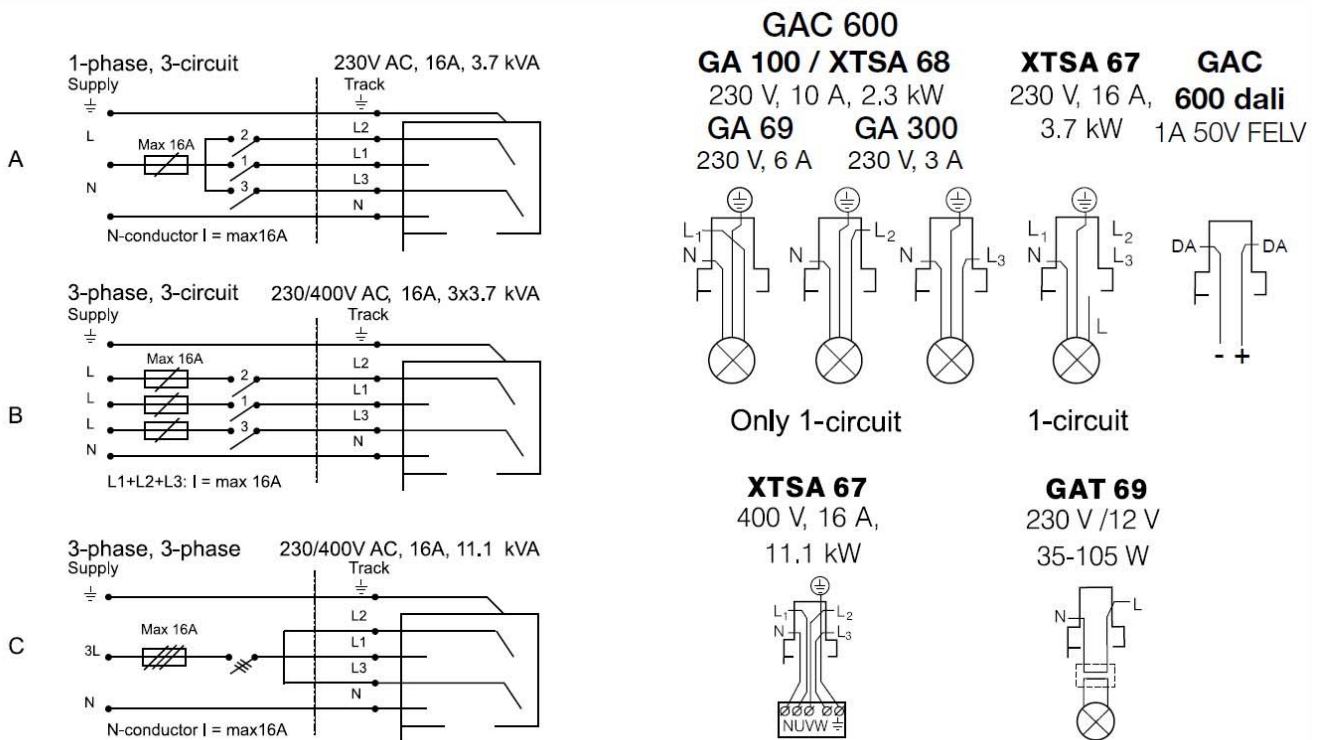 1-phase, 3-circuit 230V AC, 16A, 3.7 kVA
Supply Track
L2
L
Max 16A
2
L1
1
A
L3
N
3
N
N-conductor I = max16A
3-phase, 3-circuit 230/400V AC, 16A, 3x3.7 kVA
Supply Track
Max 16A
L2
L
2
L1
L
1
B
L3
L
3
N
N
L1+L2+L3: I = max 16A
3-phase, 3-phase 230/400V AC, 16A, 11.1 kVA
Supply Track
L2
Max 16A
L1
C
3L
L3
N
N
N-conductor I = max16A
GAC 600
GA 100 / XTSA 68
230 V, 10 A, 2.3 kW
GA 69 GA 300
230 V, 6 A 230 V, 3 A
L1
N
N
L2
N
L3
Only 1-circuit
XTSA 67
230 V, 16 A,
3.7 kW
L1
L2
N
L3
L
1-circuit
GAC
600 dali
1A 50V FELV
DA DA
- +
XTSA 67
400 V, 16 A,
11.1 kW
L1
L2
N
L3
NUVW
GAT 69
230 V /12 V
35-105 W
L
N